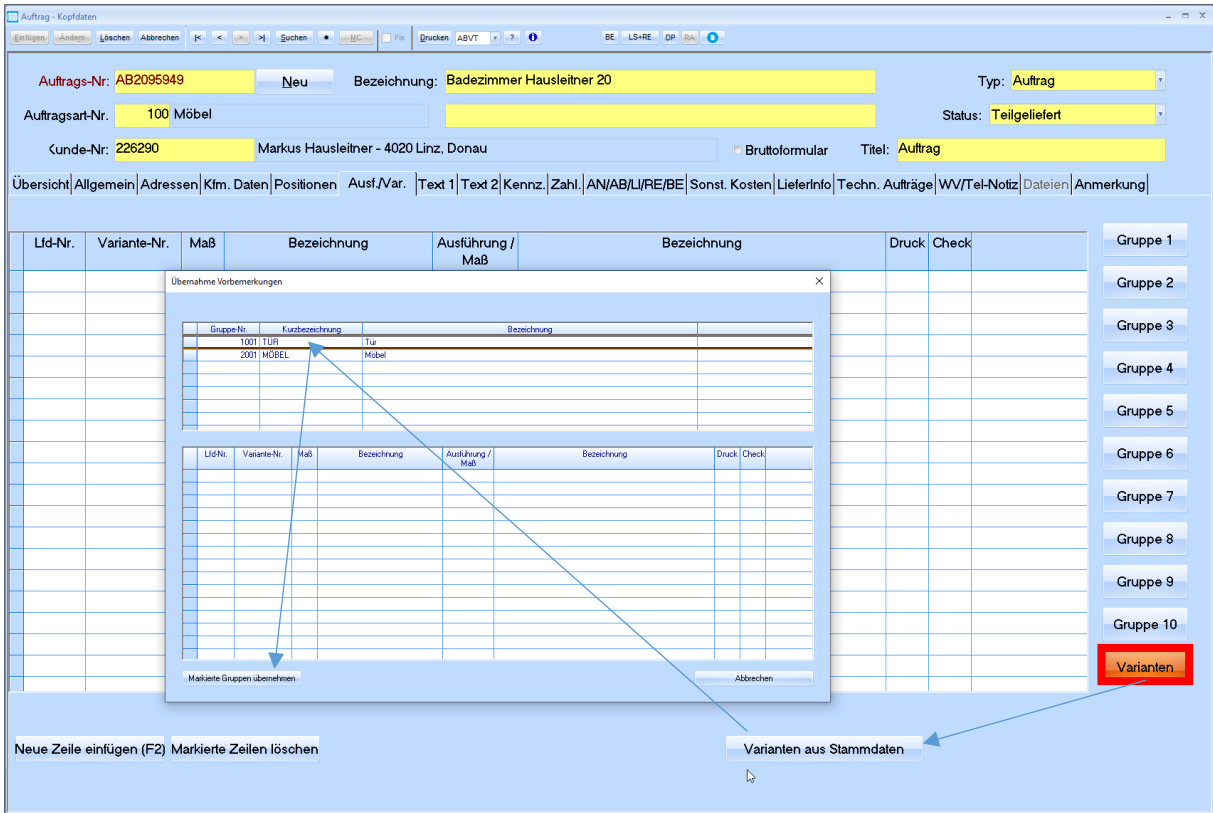 Auftrag - Kopfdaten
Einfügen Ändern Löschen Abbrechen |< < > >| Suchen * MC Fix Drucken ABVT ? BE LS+RE DP RA
Auftrags-Nr: AB2095949 Neu Bezeichnung: Badezimmer Hausleitner 20 Typ: Auftrag
Auftragsart-Nr. 100 Möbel Status: Teilgeliefert
Kunde-Nr: 226290 Markus Hausleitner - 4020 Linz, Donau Bruttoformular Titel: Auftrag
Übersicht Allgemein Adressen Kfm. Daten Positionen Ausf./Var. Text 1 Text 2 Kennz. Zahl. AN/AB/LI/RE/BE Sonst. Kosten LieferInfo Techn. Aufträge WV/Tel-Notiz Dateien Anmerkung
Lfd-Nr. Variante-Nr. Maß Bezeichnung Ausführung / Bezeichnung Druck Check
Maß
Gruppe 1
Gruppe 2
Gruppe 3
Gruppe 4
Gruppe 5
Gruppe 6
Gruppe 7
Gruppe 8
Gruppe 9
Gruppe 10
Varianten
Übernahme Vorbemerkungen
Gruppe-Nr. Kurzbezeichnung Bezeichnung
1001 TÜR Tür
2001 MÖBEL Möbel
Lfd-Nr. Variante-Nr. Maß Bezeichnung Ausführung / Bezeichnung Druck Check
Maß
Markierte Gruppen übernehmen Abbrechen
Neue Zeile einfügen (F2) Markierte Zeilen löschen Varianten aus Stammdaten